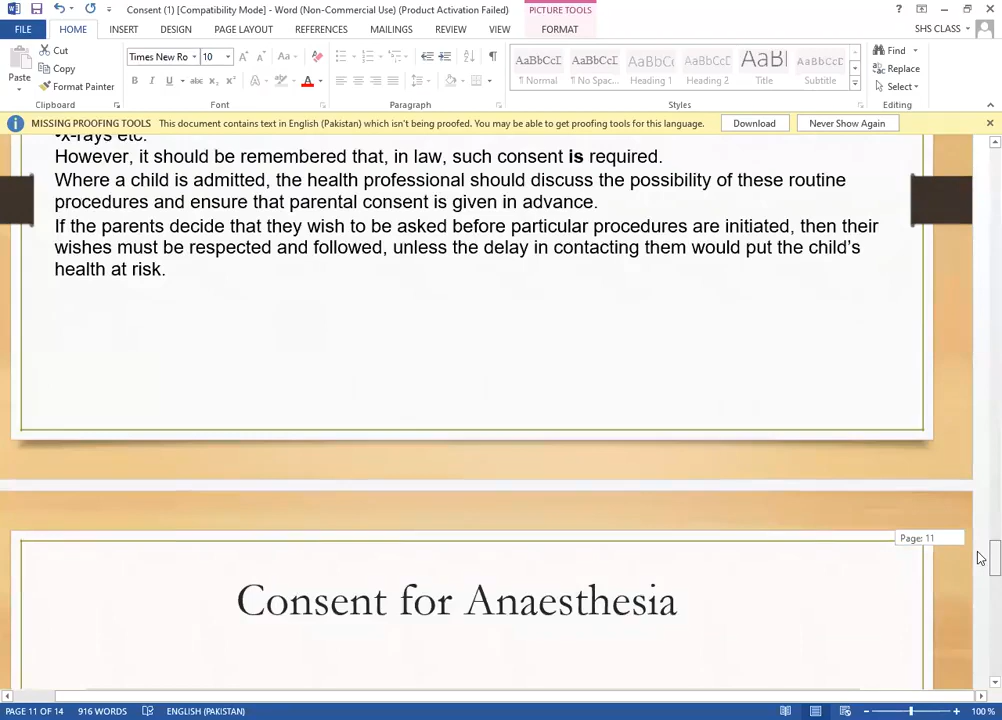 Consent (1) [Compatibility Mode] - Word (Non-Commercial Use) (Product Activation Failed)
PICTURE TOOLS
FILE HOME INSERT DESIGN PAGE LAYOUT REFERENCES MAILINGS REVIEW VIEW FORMAT SHS CLASS
Paste
Cut
Copy
Format Painter
Clipboard
Times New Ro 10
Font
Paragraph
AaBbCcD AaBbCcD AaBbC AaBbCc AaB AaBbCcD
¶ Normal ¶ No Spac... Heading 1 Heading 2 Title Subtitle
Styles
Find
Replace
Select
Editing
MISSING PROOFING TOOLS This document contains text in English (Pakistan) which isn't being proofed. You may be able to get proofing tools for this language. Download Never Show Again
•x-rays etc.
However, it should be remembered that, in law, such consent is required.
Where a child is admitted, the health professional should discuss the possibility of these routine
procedures and ensure that parental consent is given in advance.
If the parents decide that they wish to be asked before particular procedures are initiated, then their
wishes must be respected and followed, unless the delay in contacting them would put the child's
health at risk.
Page: 11
Consent for Anaesthesia
PAGE 11 OF 14 916 WORDS ENGLISH (PAKISTAN) 100 %